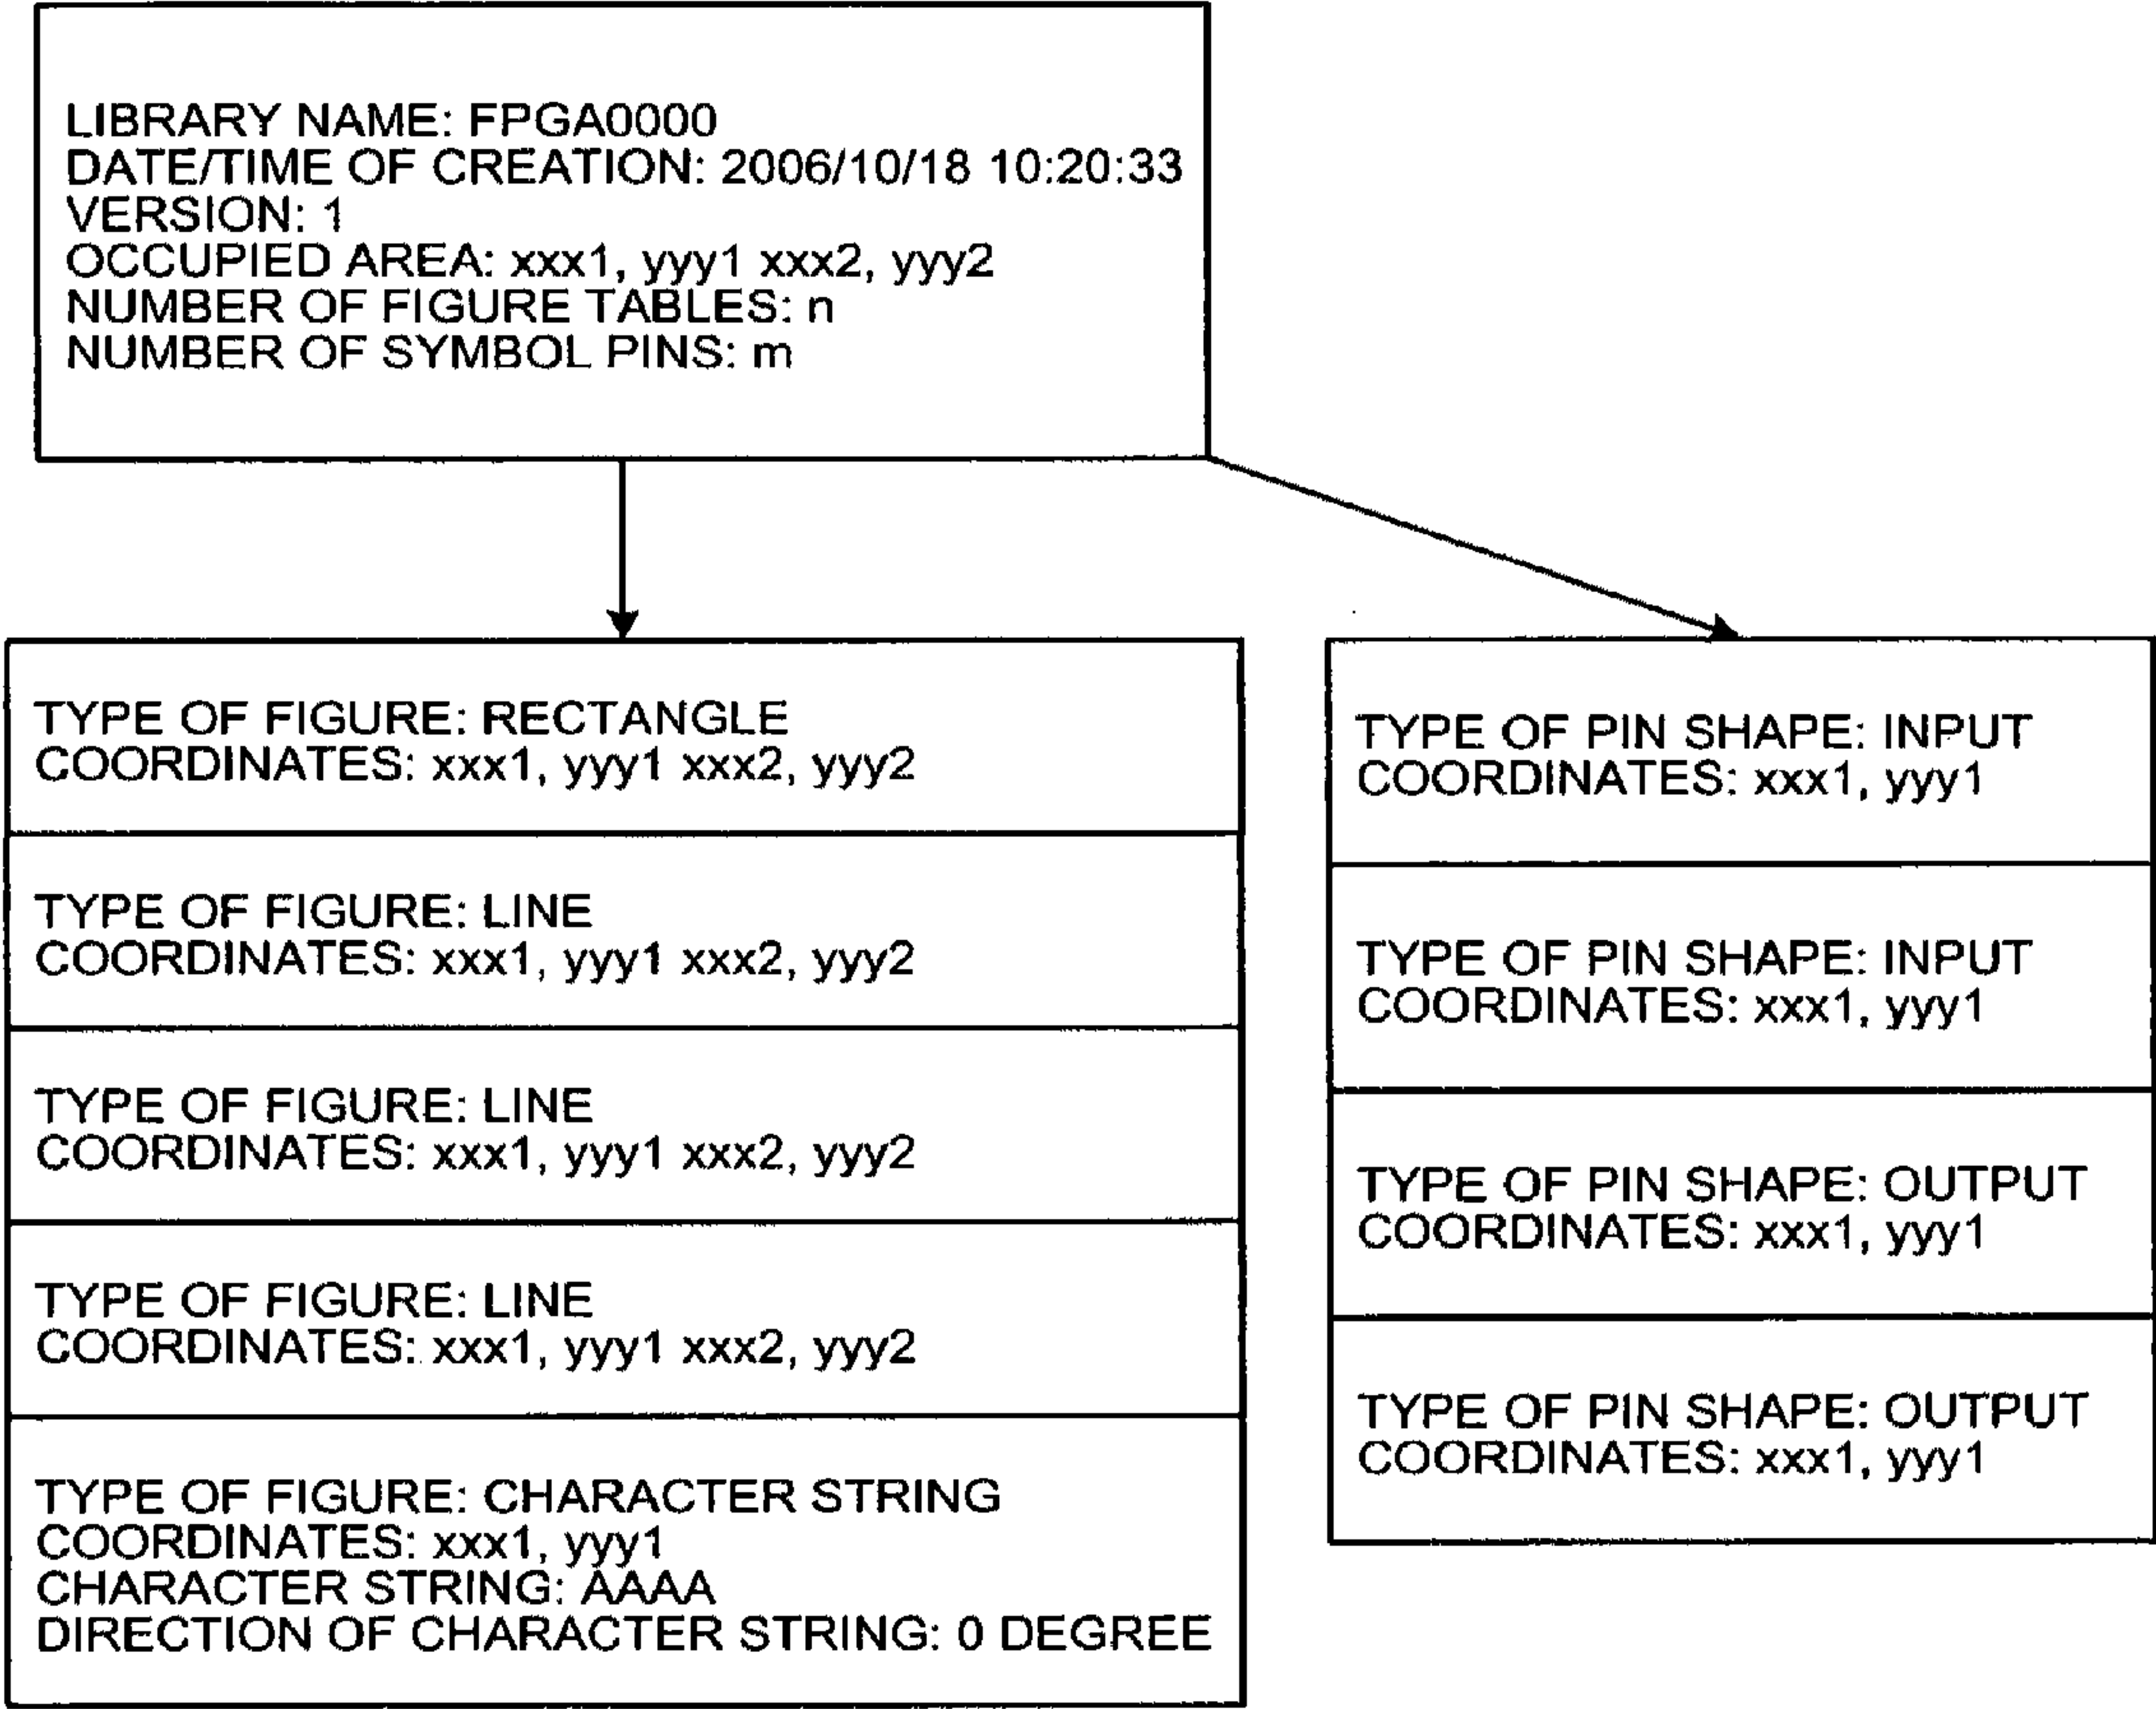 LIBRARY NAME: FPGA0000
DATE/TIME OF CREATION: 2006/10/18 10:20:33
VERSION: 1
OCCUPIED AREA: xxx1, yyy1 xxx2, yyy2
NUMBER OF FIGURE TABLES: n
NUMBER OF SYMBOL PINS: m
TYPE OF FIGURE: RECTANGLE
COORDINATES: xxx1, yyy1 xxx2, yyy2
TYPE OF FIGURE: LINE
COORDINATES: xxx1, yyy1 xxx2, yyy2
TYPE OF FIGURE: LINE
COORDINATES: xxx1, yyy1 xxx2, yyy2
TYPE OF FIGURE: LINE
COORDINATES: xxx1, yyy1 xxx2, yyy2
TYPE OF FIGURE: CHARACTER STRING
COORDINATES: xxx1, yyy1
CHARACTER STRING: AAAA
DIRECTION OF CHARACTER STRING: 0 DEGREE
TYPE OF PIN SHAPE: INPUT
COORDINATES: xxx1, yyy1
TYPE OF PIN SHAPE: INPUT
COORDINATES: xxx1, yyy1
TYPE OF PIN SHAPE: OUTPUT
COORDINATES: xxx1, yyy1
TYPE OF PIN SHAPE: OUTPUT
COORDINATES: xxx1, yyy1